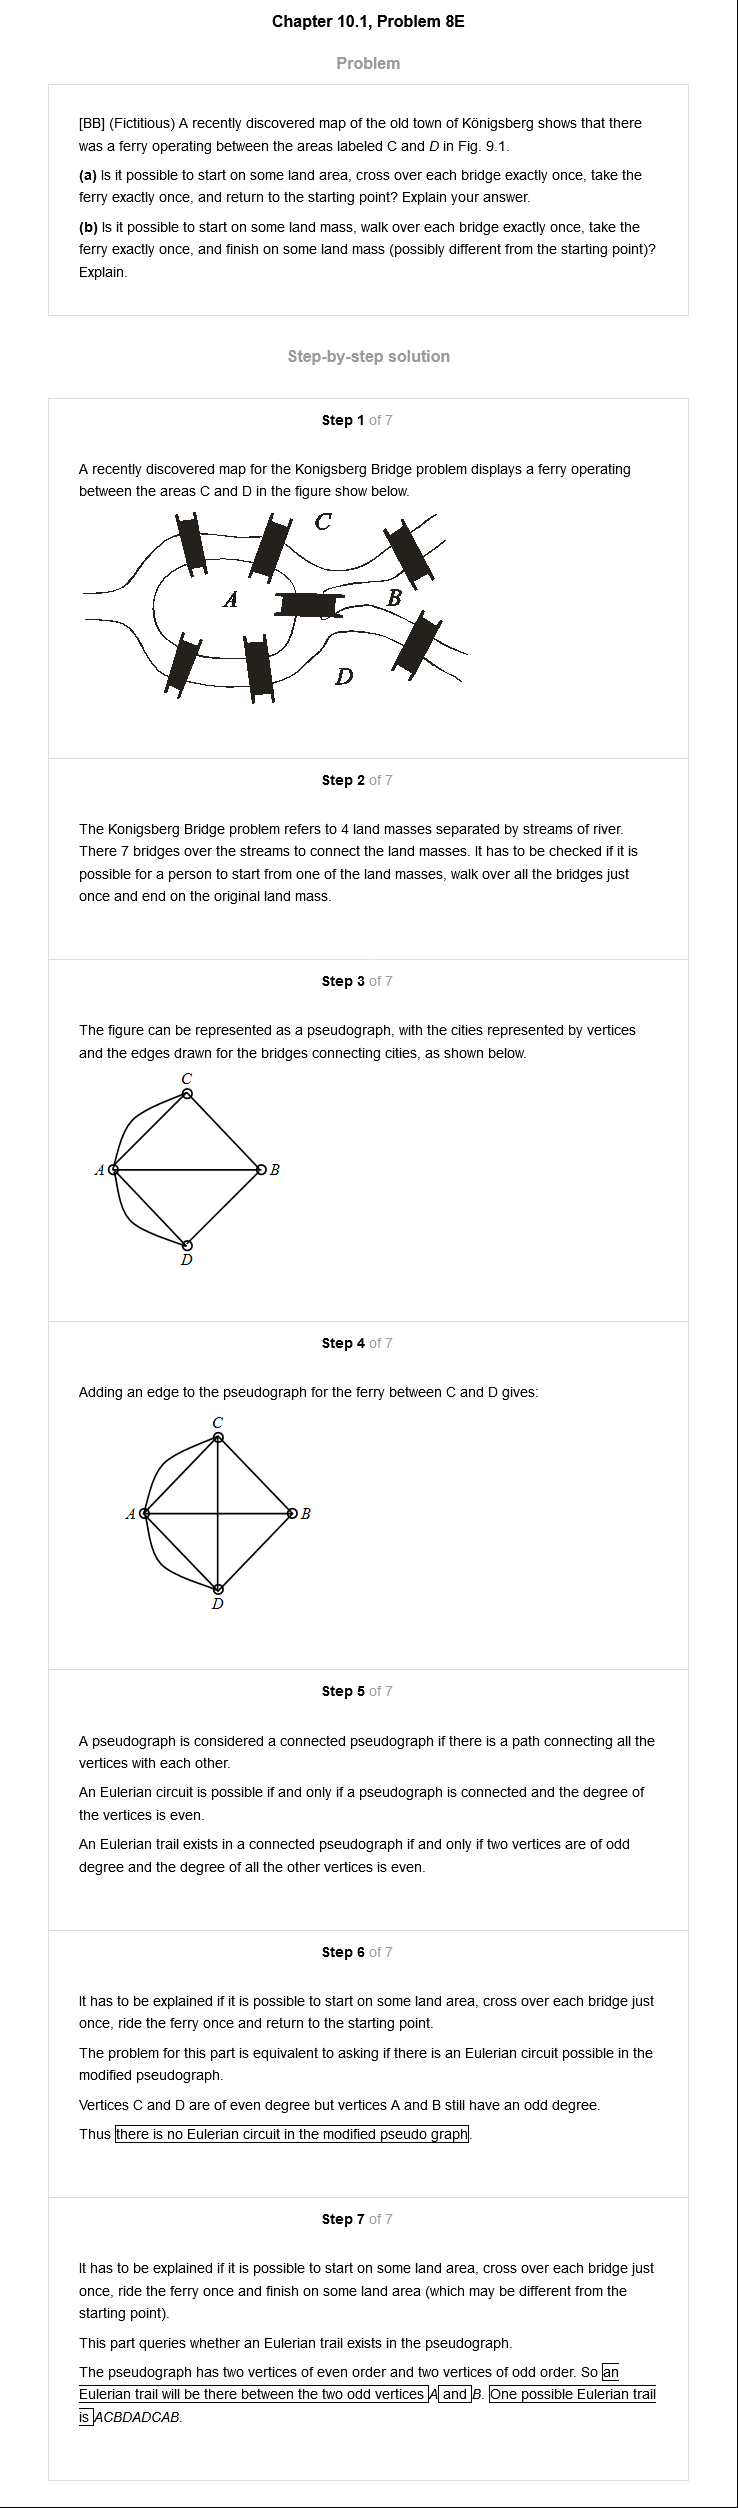 Chapter 10.1, Problem 8E
Problem
[BB] (Fictitious) A recently discovered map of the old town of Königsberg shows that there
was a ferry operating between the areas labeled C and D in Fig. 9.1.
(a) Is it possible to start on some land area, cross over each bridge exactly once, take the
ferry exactly once, and return to the starting point? Explain your answer.
(b) Is it possible to start on some land mass, walk over each bridge exactly once, take the
ferry exactly once, and finish on some land mass (possibly different from the starting point)?
Explain.
Step-by-step solution
Step 1 of 7
A recently discovered map for the Konigsberg Bridge problem displays a ferry operating
between the areas C and D in the figure show below.
C
A
B
D
Step 2 of 7
The Konigsberg Bridge problem refers to 4 land masses separated by streams of river.
There 7 bridges over the streams to connect the land masses. It has to be checked if it is
possible for a person to start from one of the land masses, walk over all the bridges just
once and end on the original land mass.
Step 3 of 7
The figure can be represented as a pseudograph, with the cities represented by vertices
and the edges drawn for the bridges connecting cities, as shown below.
C
A
B
D
Step 4 of 7
Adding an edge to the pseudograph for the ferry between C and D gives:
C
A
B
D
Step 5 of 7
A pseudograph is considered a connected pseudograph if there is a path connecting all the
vertices with each other.
An Eulerian circuit is possible if and only if a pseudograph is connected and the degree of
the vertices is even.
An Eulerian trail exists in a connected pseudograph if and only if two vertices are of odd
degree and the degree of all the other vertices is even.
Step 6 of 7
It has to be explained if it is possible to start on some land area, cross over each bridge just
once, ride the ferry once and return to the starting point.
The problem for this part is equivalent to asking if there is an Eulerian circuit possible in the
modified pseudograph.
Vertices C and D are of even degree but vertices A and B still have an odd degree.
Thus there is no Eulerian circuit in the modified pseudo graph.
Step 7 of 7
It has to be explained if it is possible to start on some land area, cross over each bridge just
once, ride the ferry once and finish on some land area (which may be different from the
starting point).
This part queries whether an Eulerian trail exists in the pseudograph.
The pseudograph has two vertices of even order and two vertices of odd order. So an
Eulerian trail will be there between the two odd vertices A and B. One possible Eulerian trail
is ACBDADCAB.